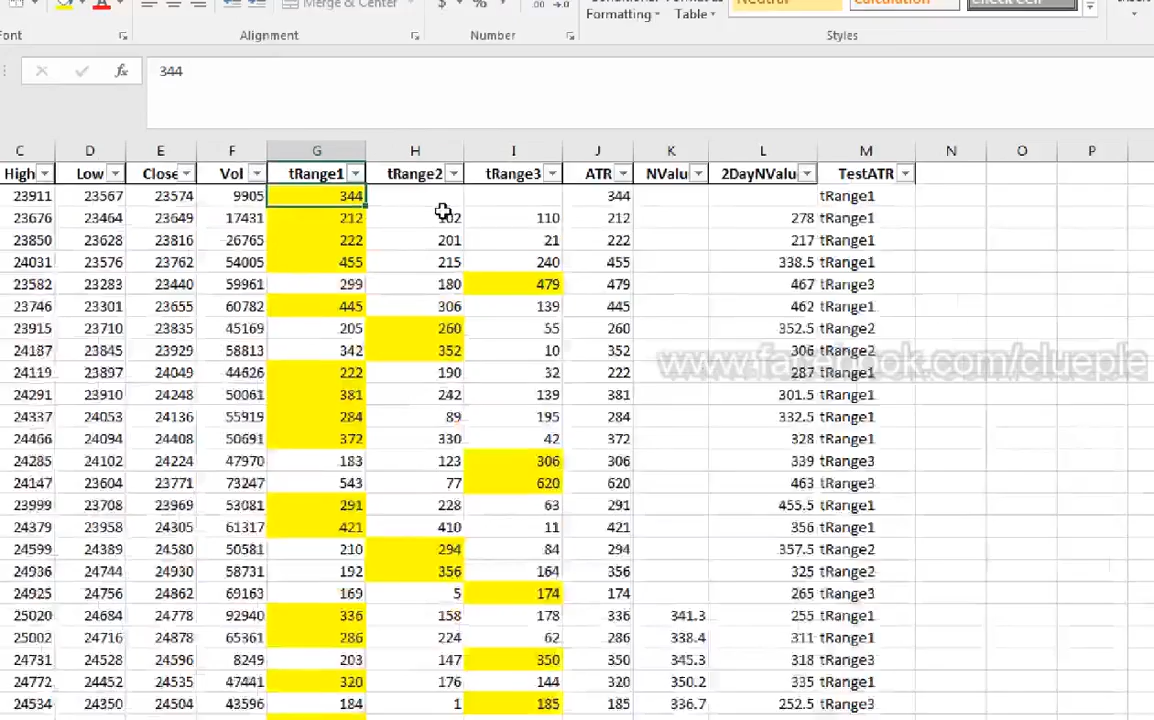 Merge & Center $ % .00 →.0 Neutral Calculation Check Cell
Formatting Table
Font Alignment Number Styles
fx 344
C D E F G H I J K L M N O P
High Low Close Vol tRange1 tRange2 tRange3 ATR NValu 2DayNValu TestATR
23911 23567 23574 9905 344 344 tRange1
23676 23464 23649 17431 212 110 212 278 tRange1
23850 23628 23816 26765 222 201 21 222 217 tRange1
24031 23576 23762 54005 455 215 240 455 338.5 tRange1
23582 23283 23440 59961 299 180 479 479 467 tRange3
23746 23301 23655 60782 445 306 139 445 462 tRange1
23915 23710 23835 45169 205 260 55 260 352.5 tRange2
24187 23845 23929 58813 342 352 10 352 306 tRange2
www.facebook.com/clueple
24119 23897 24049 44626 222 190 32 222 287 tRange1
24291 23910 24248 50061 381 242 139 381 301.5 tRange1
24337 24053 24136 55919 284 89 195 284 332.5 tRange1
24466 24094 24408 50691 372 330 42 372 328 tRange1
24285 24102 24224 47970 183 123 306 306 339 tRange3
24147 23604 23771 73247 543 77 620 620 463 tRange3
23999 23708 23969 53081 291 228 63 291 455.5 tRange1
24379 23958 24305 61317 421 410 11 421 356 tRange1
24599 24389 24580 50581 210 294 84 294 357.5 tRange2
24936 24744 24930 58731 192 356 164 356 325 tRange2
24925 24756 24862 69163 169 5 174 174 265 tRange3
25020 24684 24778 92940 336 158 178 336 341.3 255 tRange1
25002 24716 24878 65361 286 224 62 286 338.4 311 tRange1
24731 24528 24596 8249 203 147 350 350 345.3 318 tRange3
24772 24452 24535 47441 320 176 144 320 350.2 335 tRange1
24534 24350 24504 43596 184 1 185 185 336.7 252.5 tRange3